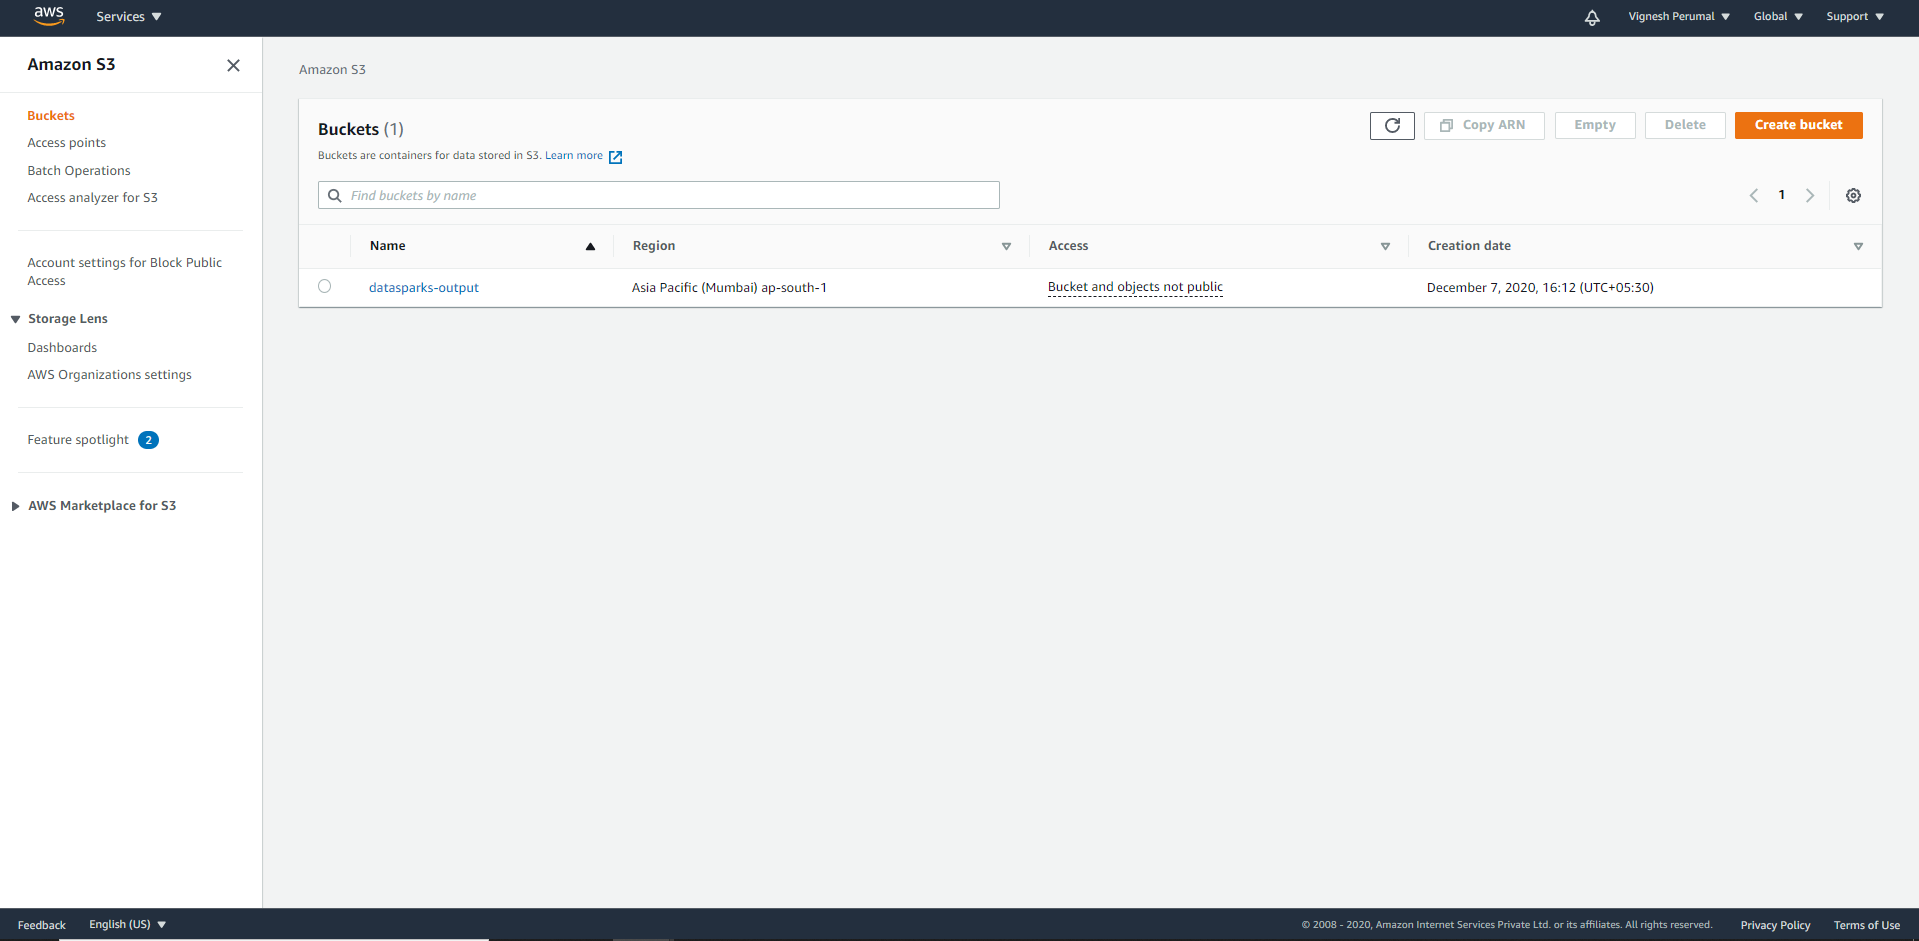 aws Services Vignesh Perumal Global Support
Amazon S3
Buckets
Access points
Batch Operations
Access analyzer for S3
Account settings for Block Public
Access
Storage Lens
Dashboards
AWS Organizations settings
Feature spotlight 2
AWS Marketplace for S3
Amazon S3
Buckets (1)
Copy ARN Empty Delete Create bucket
Buckets are containers for data stored in S3. Learn more
Find buckets by name
1
Name Region Access Creation date
datasparks-output Asia Pacific (Mumbai) ap-south-1 Bucket and objects not public December 7, 2020, 16:12 (UTC+05:30)
Feedback English (US) © 2008 - 2020, Amazon Internet Services Private Ltd. or its affiliates. All rights reserved. Privacy Policy Terms of Use